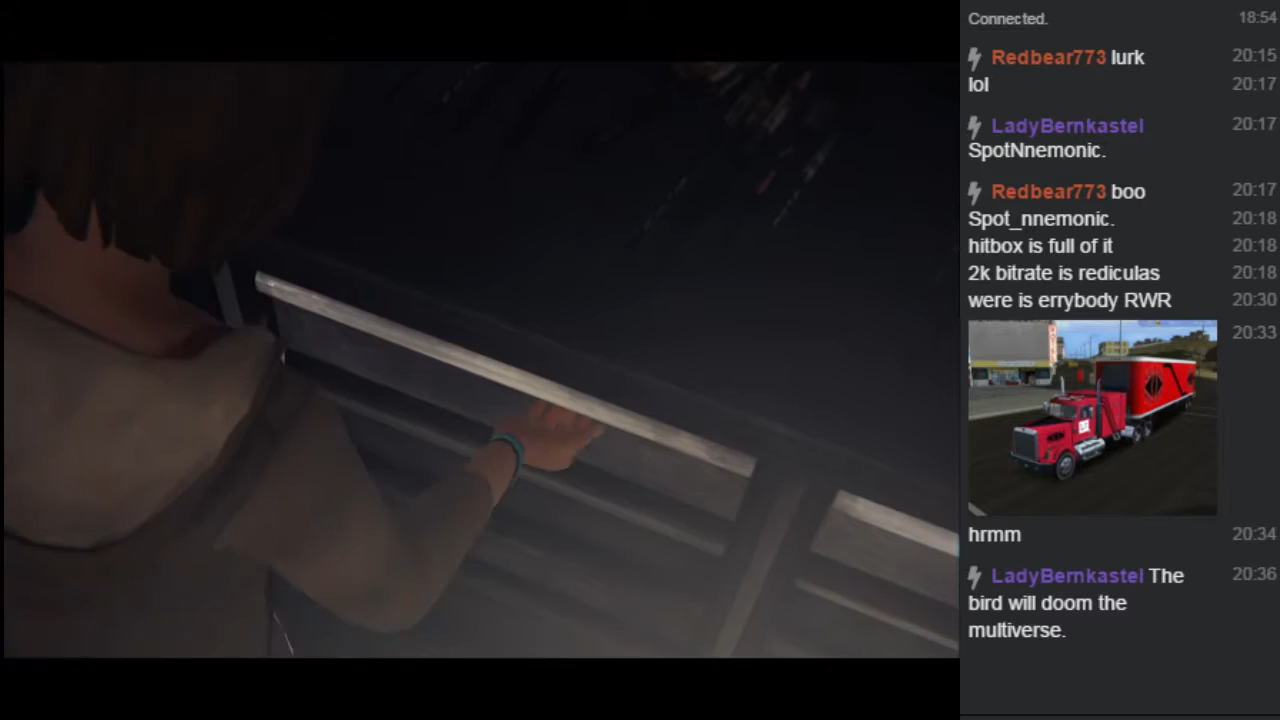 Connected. 18:54
Redbear773 lurk 20:15
lol 20:17
LadyBernkastel 20:17
SpotNnemonic.
Redbear773 boo 20:17
Spot_nnemonic. 20:18
hitbox is full of it 20:18
2k bitrate is rediculas 20:18
were is errybody RWR 20:30
20:33
hrmm 20:34
LadyBernkastel The 20:36
bird will doom the
multiverse.